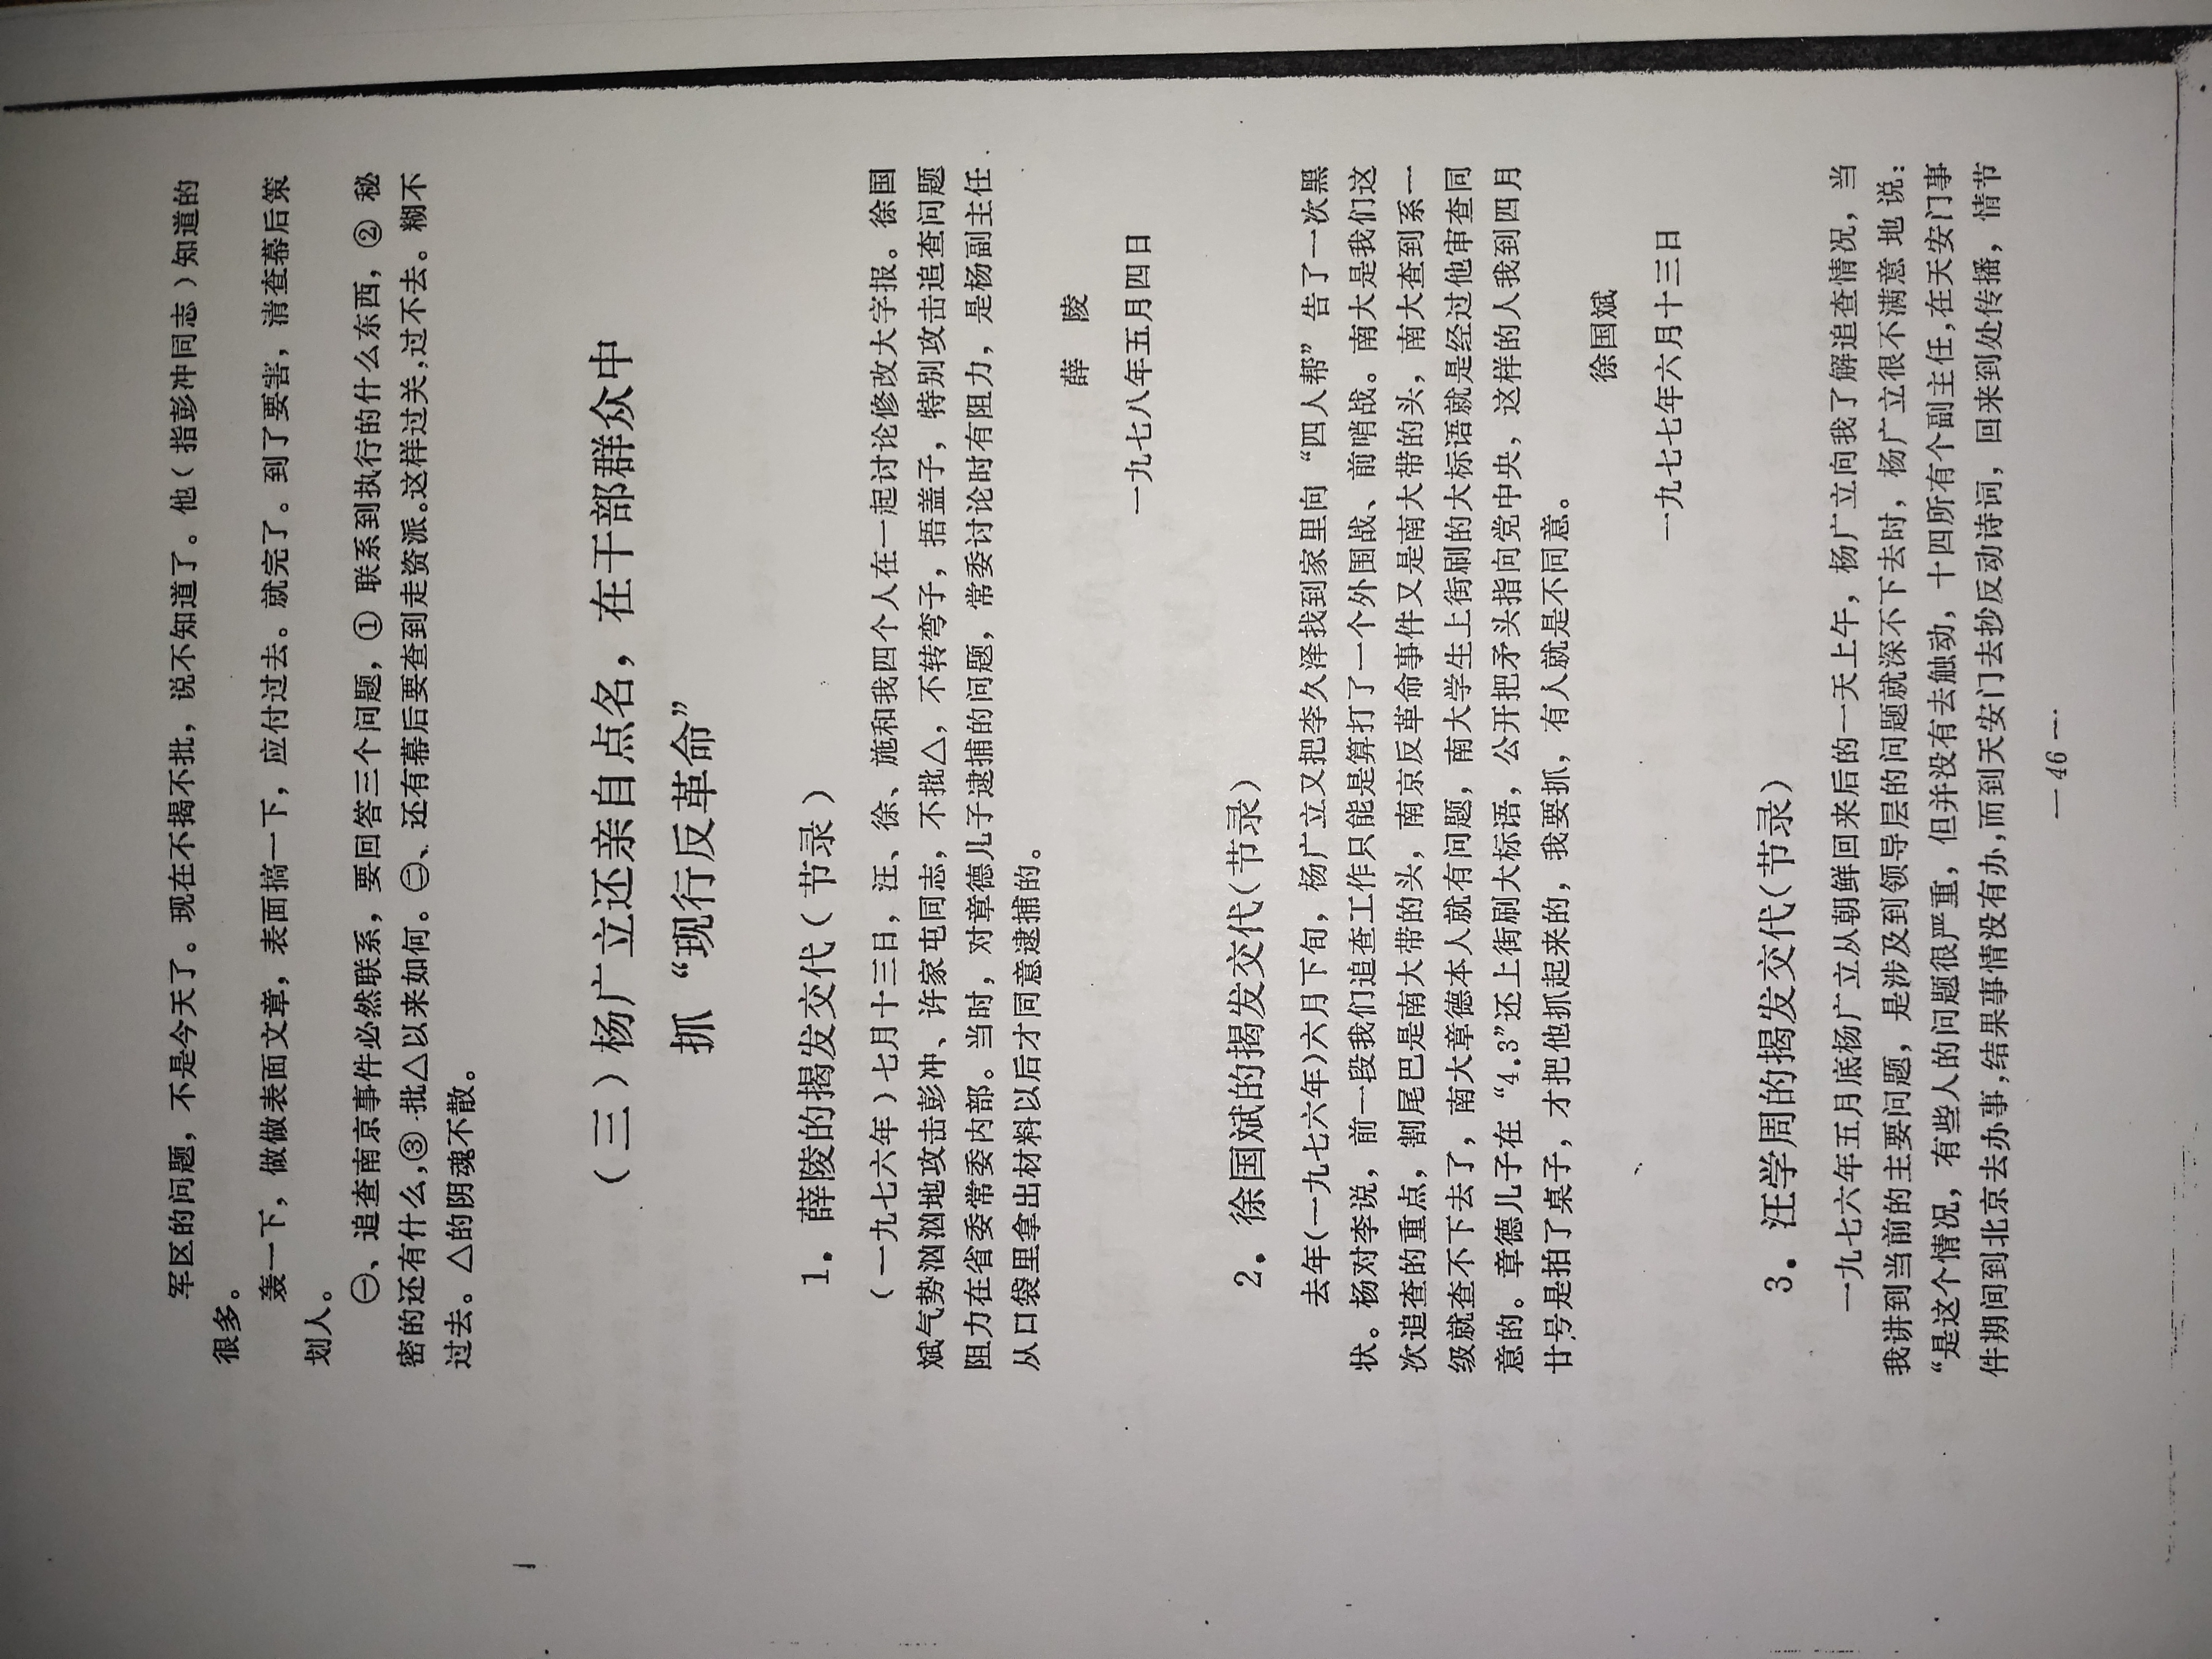 军区的问题，不是今天了。现在不揭不批，说不知道了。他（指彭冲同志）知道的
很多。
轰一下，做做表面文章，表面搞一下，应付过去。就完了。到了要害，清查幕后策
划人。
㊀、追查南京事件必然联系，要回答三个问题，① 联系到执行的什么东西，② 秘
密的还有什么，③ 批△以来如何。㊁、还有幕后要查到走资派。这样过关，过不去。糊不
过去。△的阴魂不散。
（三）杨广立还亲自点名，在干部群众中
抓“现行反革命”
1．薛陵的揭发交代（节录）
（一九七六年）七月十三日，汪、徐、施和我四个人在一起讨论修改大字报。徐国
斌气势汹汹地攻击彭冲、许家屯同志，不批△，不转弯子，捂盖子，特别攻击追查问题
阻力在省委常委内部。当时，对章德儿子逮捕的问题，常委讨论时有阻力，是杨副主任
从口袋里拿出材料以后才同意逮捕的。
薛　陵
一九七八年五月四日
2．徐国斌的揭发交代（节录）
去年（一九七六年）六月下旬，杨广立又把李久泽找到家里向“四人帮”告了一次黑
状。杨对李说，前一段我们追查工作只能是算打了一个外围战、前哨战。南大是我们这
次追查的重点，割尾巴是南大带的头，南京反革命事件又是南大带的头，南大查到系一
级就查不下去了，南大章德本人就有问题，南大学生上街刷的大标语就是经过他审查同
意的。章德儿子在“4.3”还上街刷大标语，公开把矛头指向党中央，这样的人我到四月
廿号是拍了桌子，才把他抓起来的，我要抓，有人就是不同意。
徐国斌
一九七七年六月十三日
3．汪学周的揭发交代（节录）
一九七六年五月底杨广立从朝鲜回来后的一天上午，杨广立向我了解追查情况，当
我讲到当前的主要问题，是涉及到领导层的问题就深不下去时，杨广立很不满意地说：
“是这个情况，有些人的问题很严重，但并没有去触动，十四所有个副主任，在天安门事
件期间到北京去办事，结果事情没有办，而到天安门去抄反动诗词，回来到处传播，情节
— 46 —